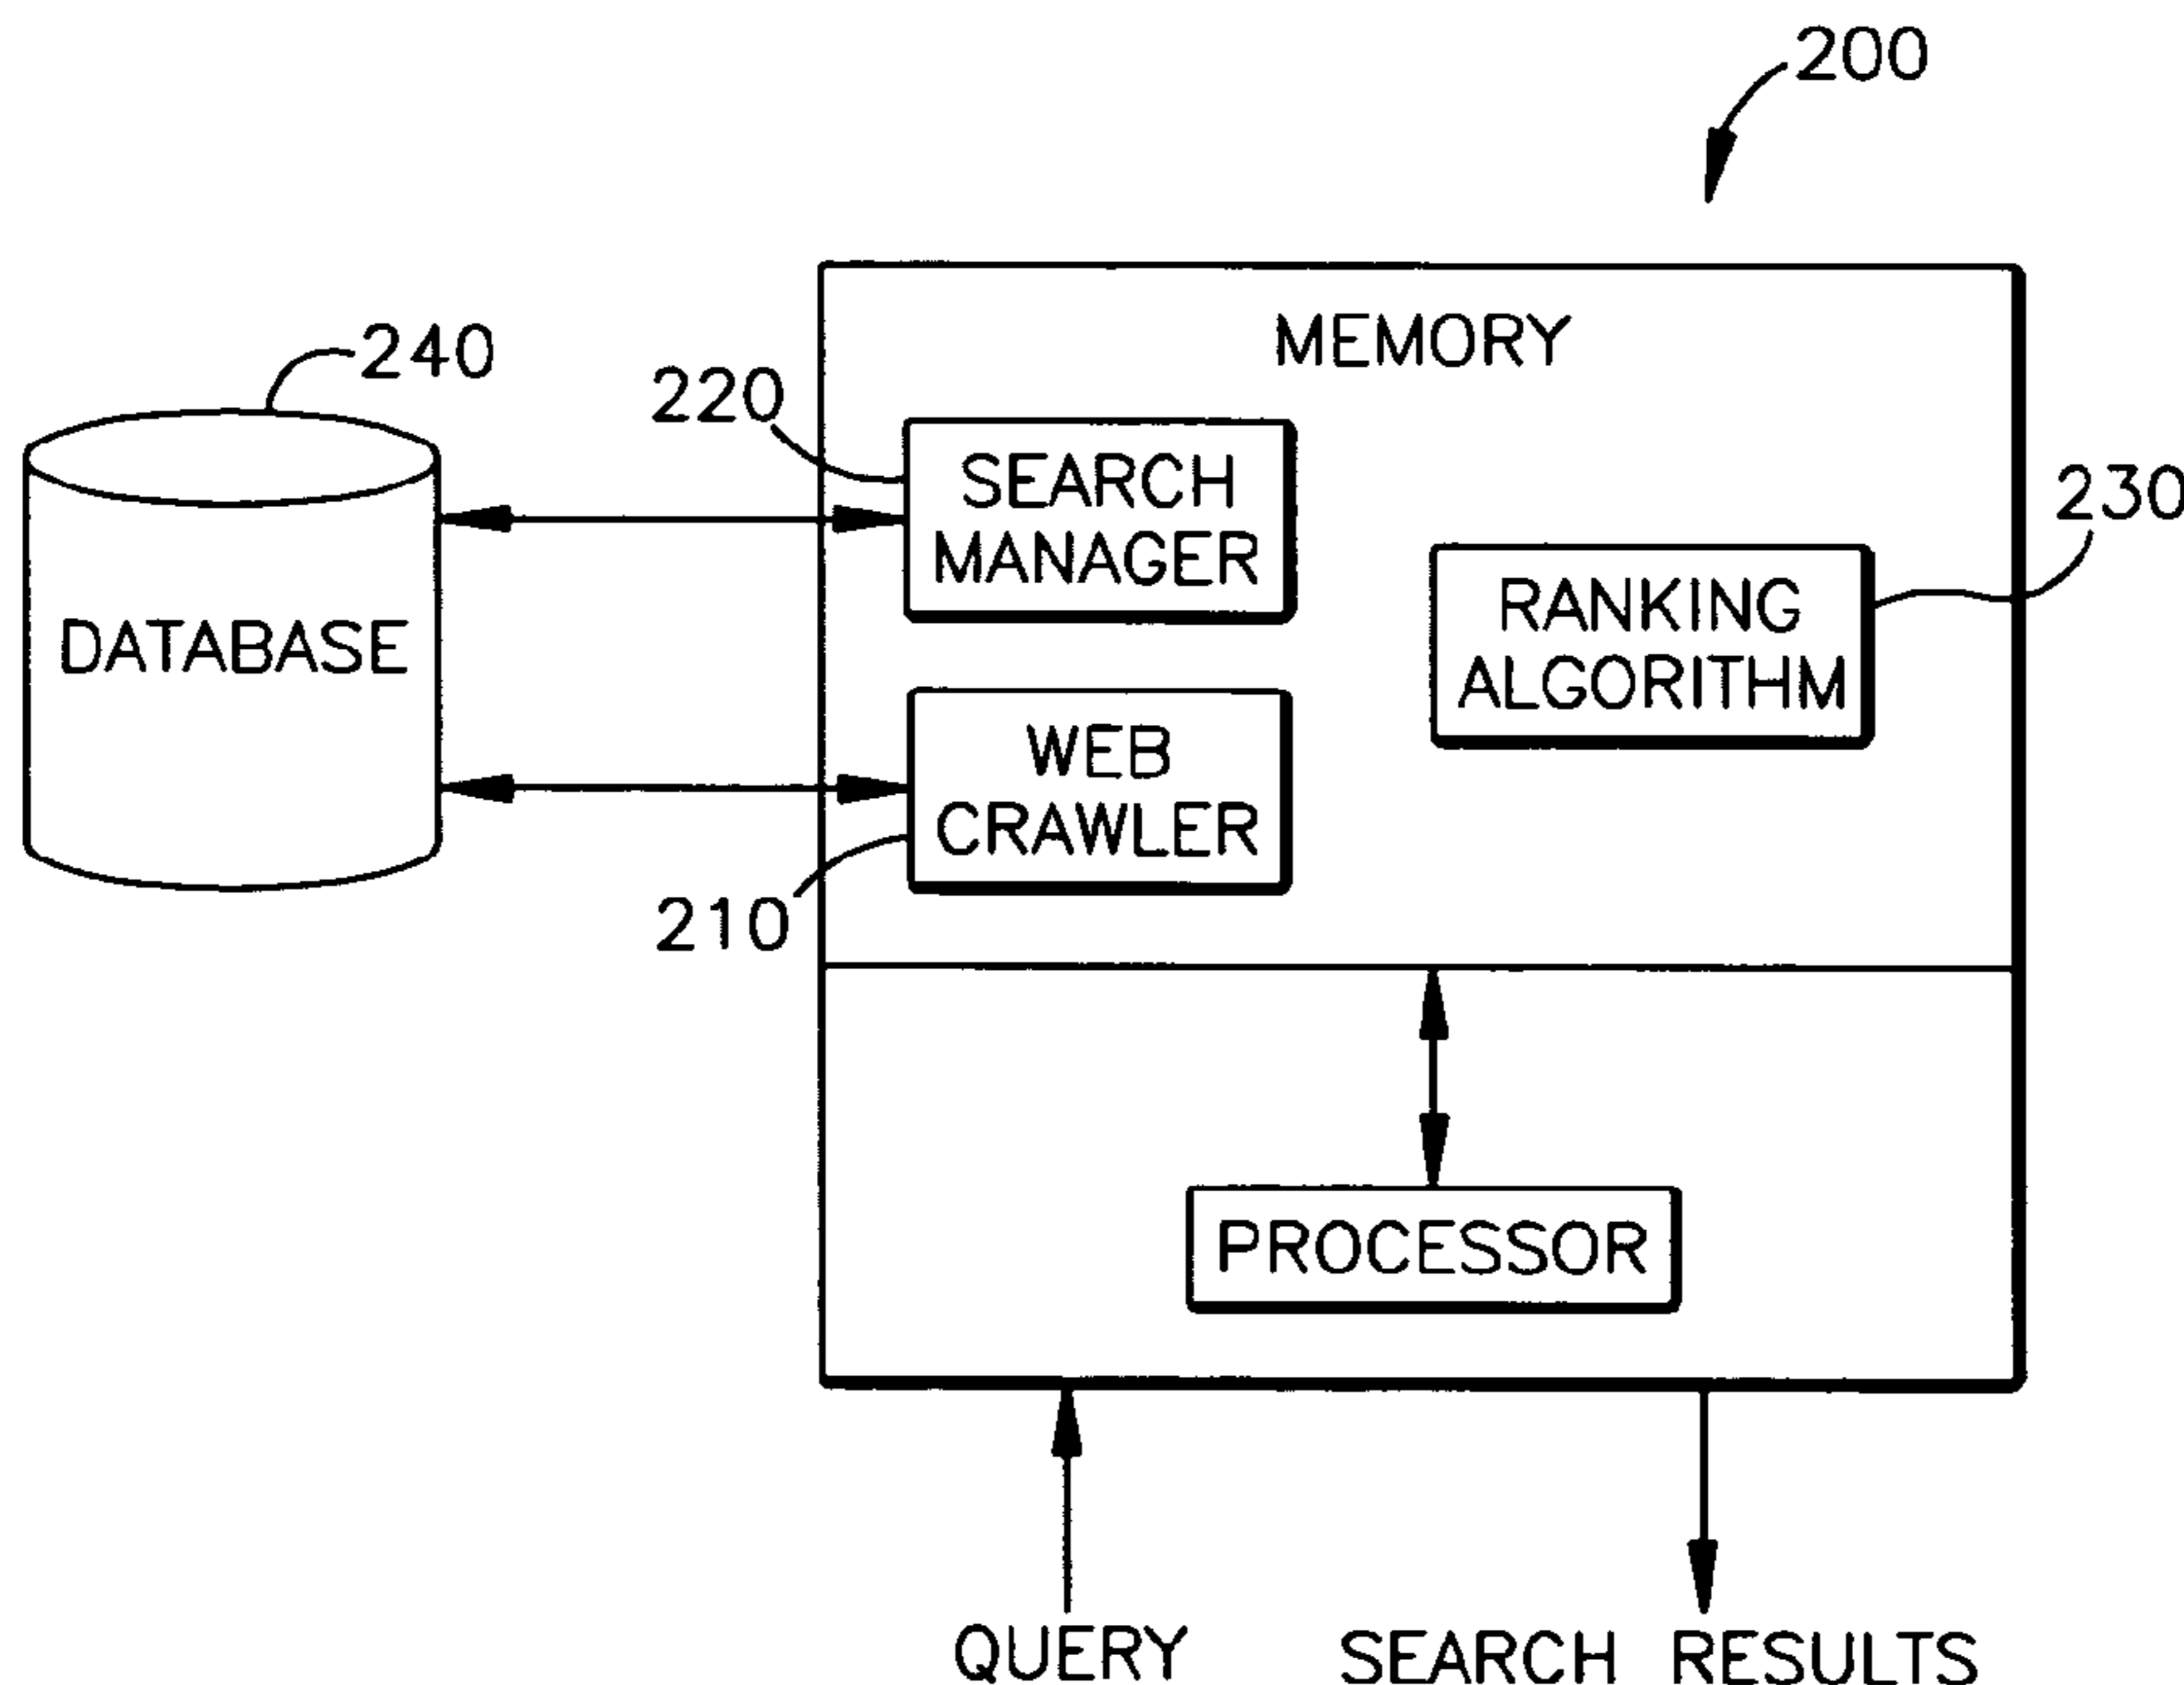 200
MEMORY
240
220
SEARCH
MANAGER
230
RANKING
ALGORITHM
DATABASE
WEB
CRAWLER
210
PROCESSOR
QUERY
SEARCH RESULTS